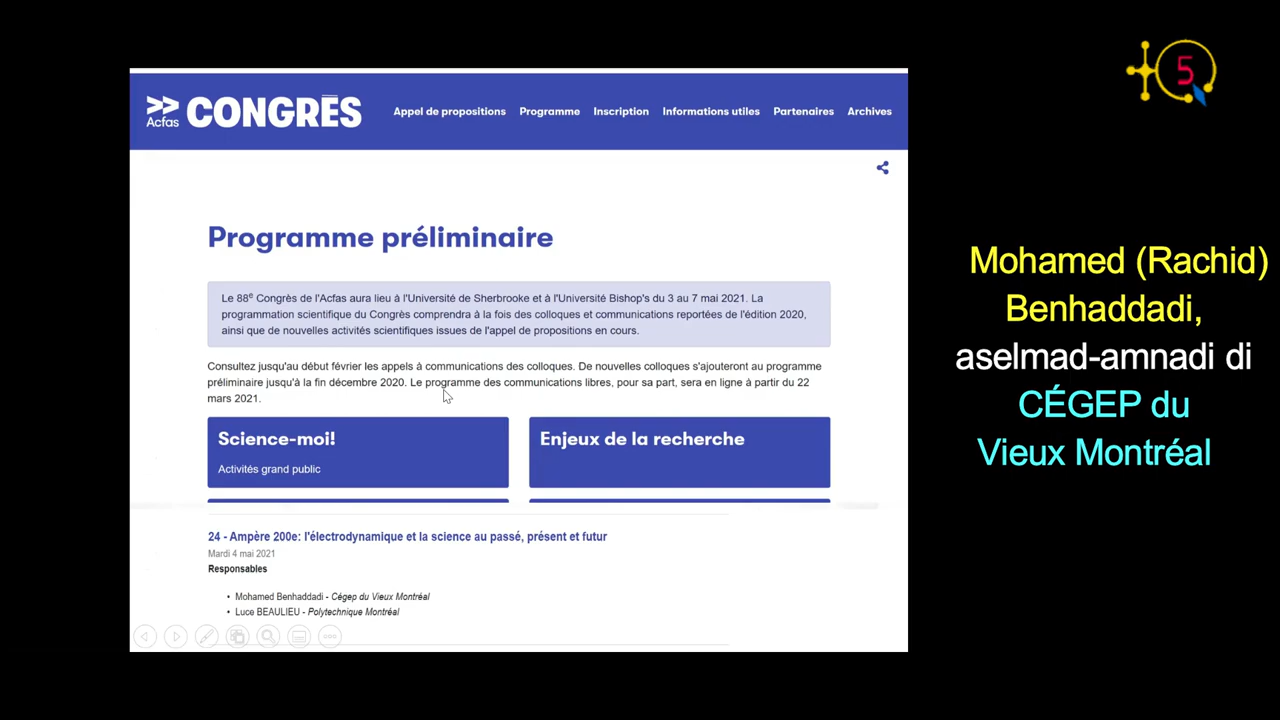 Acfas CONGRÈS
Appel de propositions Programme Inscription Informations utiles Partenaires Archives
Programme préliminaire
Le 88e Congrès de l'Acfas aura lieu à l'Université de Sherbrooke et à l'Université Bishop's du 3 au 7 mai 2021. La
programmation scientifique du Congrès comprendra à la fois des colloques et communications reportées de l'édition 2020,
ainsi que de nouvelles activités scientifiques issues de l'appel de propositions en cours.
Consultez jusqu'au début février les appels à communications des colloques. De nouvelles colloques s'ajouteront au programme
préliminaire jusqu'à la fin décembre 2020. Le programme des communications libres, pour sa part, sera en ligne à partir du 22
mars 2021.
Science-moi!
Activités grand public
Enjeux de la recherche
24 - Ampère 200e: l'électrodynamique et la science au passé, présent et futur
Mardi 4 mai 2021
Responsables
• Mohamed Benhaddadi - Cégep du Vieux Montréal
• Luce BEAULIEU - Polytechnique Montréal
5
Mohamed (Rachid)
Benhaddadi,
aselmad-amnadi di
CÉGEP du
Vieux Montréal